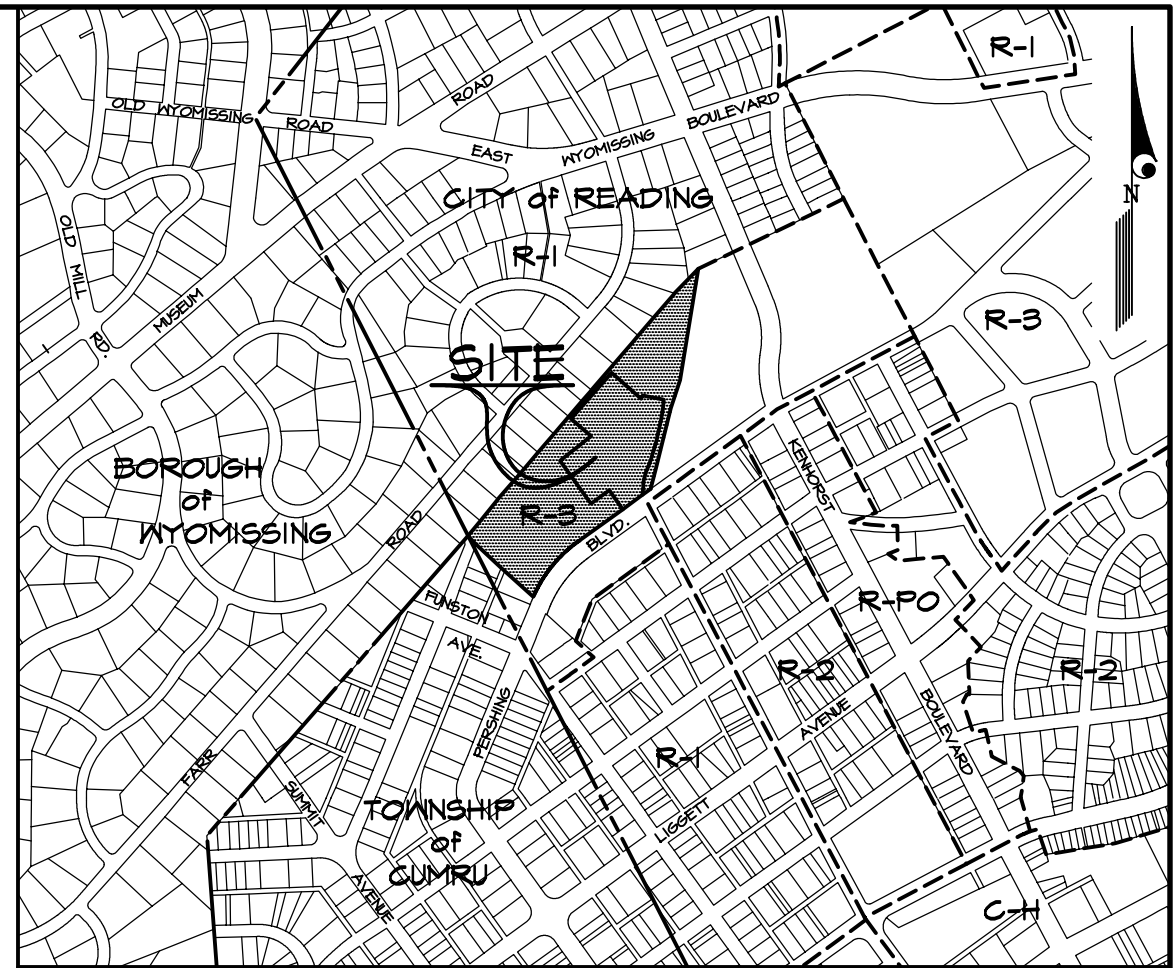 R-1
OLD WYOMISSING ROAD
ROAD
EAST WYOMISSING BOULEVARD
CITY of READING
R-1
OLD MILL RD.
MUSEUM
N
R-3
SITE
KENHORST
BOROUGH
of
WYOMISSING
ROAD
R-3
BLVD.
FUNSTON
AVE.
R-PO
R-2
R-2
PERSHING
AVENUE
BOULEVARD
R-1
FARR
SUMMIT
TOWNSHIP
of
CUMRU
LIGGETT
AVENUE
C-H